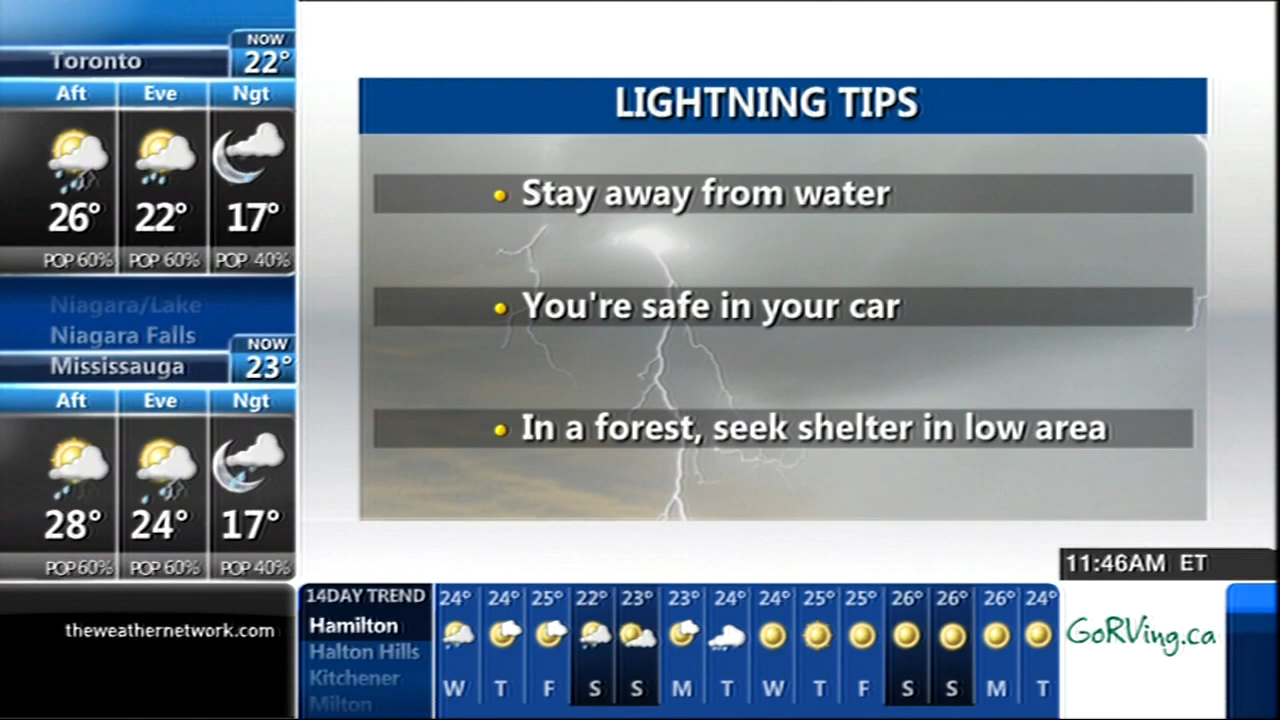 Toronto
NOW
22°
Aft Eve Ngt
26° 22° 17°
POP 60% POP 60% POP 40%
Niagara/Lake
Niagara Falls
Mississauga
NOW
23°
Aft Eve Ngt
28° 24° 17°
POP 60% POP 60% POP 40%
theweathernetwork.com
LIGHTNING TIPS
• Stay away from water
• You're safe in your car
• In a forest, seek shelter in low area
11:46AM ET
14DAY TREND
Hamilton
Halton Hills
Kitchener
Milton
24° 24° 25° 22° 23° 23° 24° 24° 25° 25° 26° 26° 26° 24°
W T F S S M T W T F S S M T
GoRVing.ca